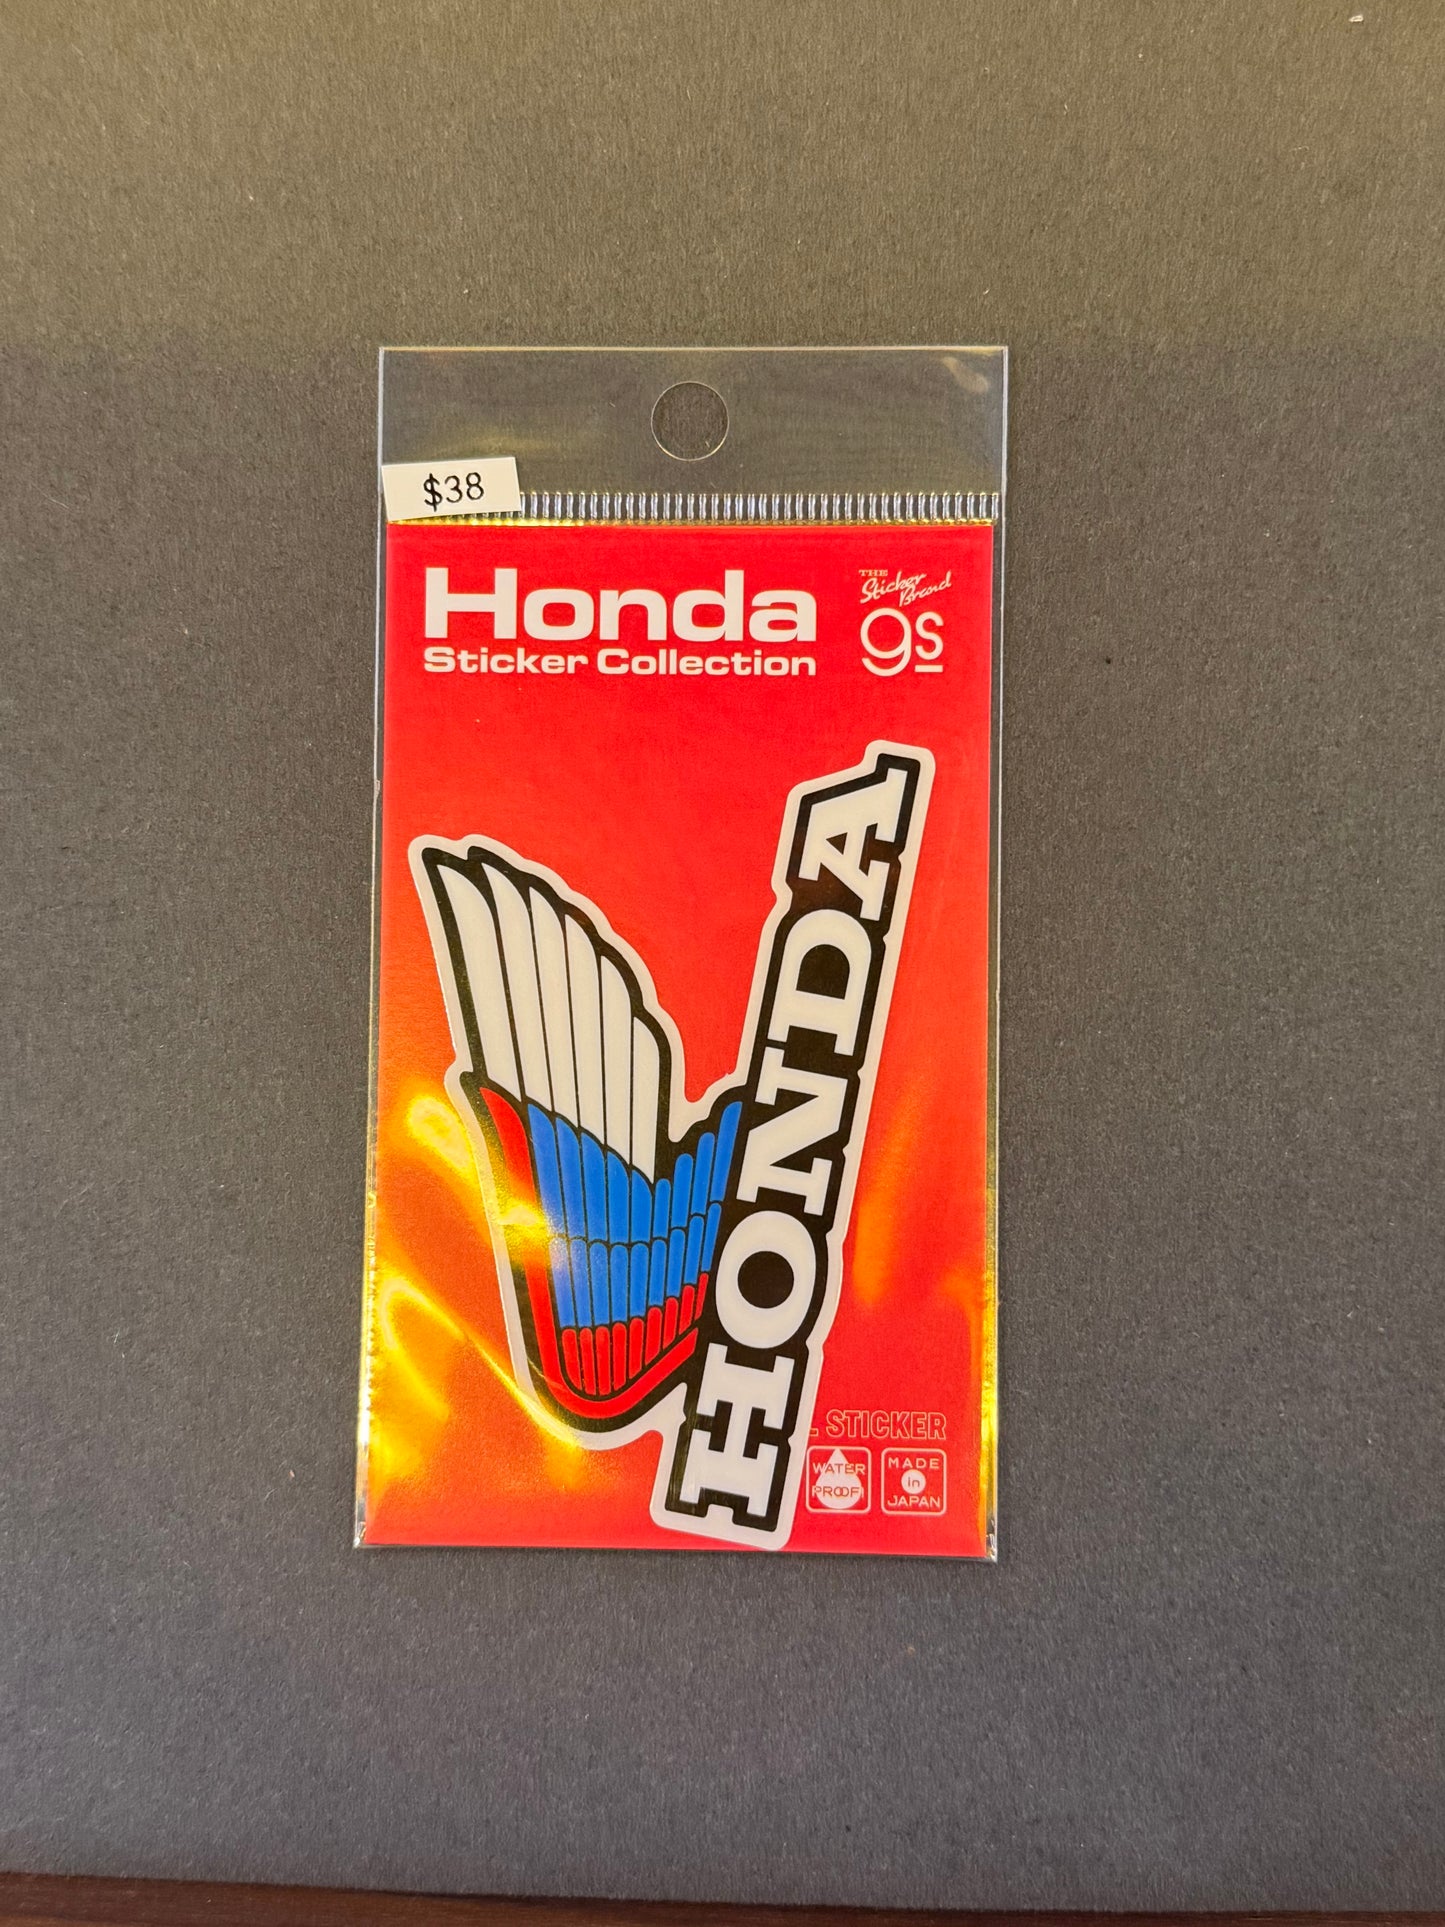 $38
Honda
Sticker Collection
THE
Sticker
Brand
gs
HONDA
STICKER
WATER
PROOF!
MADE
in
JAPAN